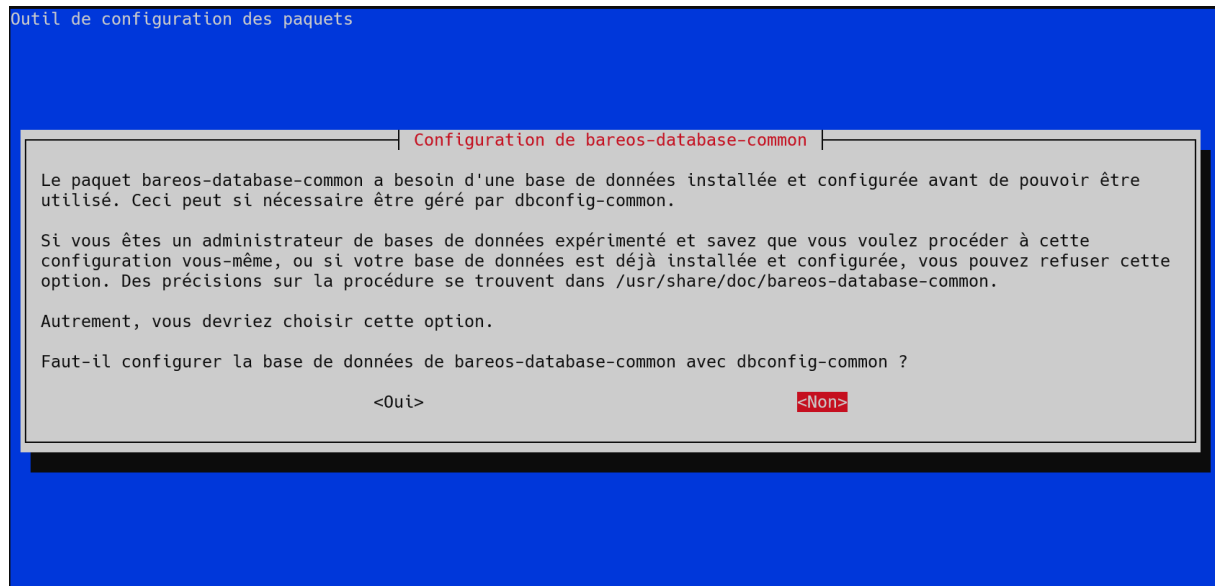 Outil de configuration des paquets
Configuration de bareos-database-common
Le paquet bareos-database-common a besoin d'une base de données installée et configurée avant de pouvoir être
utilisé. Ceci peut si nécessaire être géré par dbconfig-common.
Si vous êtes un administrateur de bases de données expérimenté et savez que vous voulez procéder à cette
configuration vous-même, ou si votre base de données est déjà installée et configurée, vous pouvez refuser cette
option. Des précisions sur la procédure se trouvent dans /usr/share/doc/bareos-database-common.
Autrement, vous devriez choisir cette option.
Faut-il configurer la base de données de bareos-database-common avec dbconfig-common ?
<Oui> <Non>